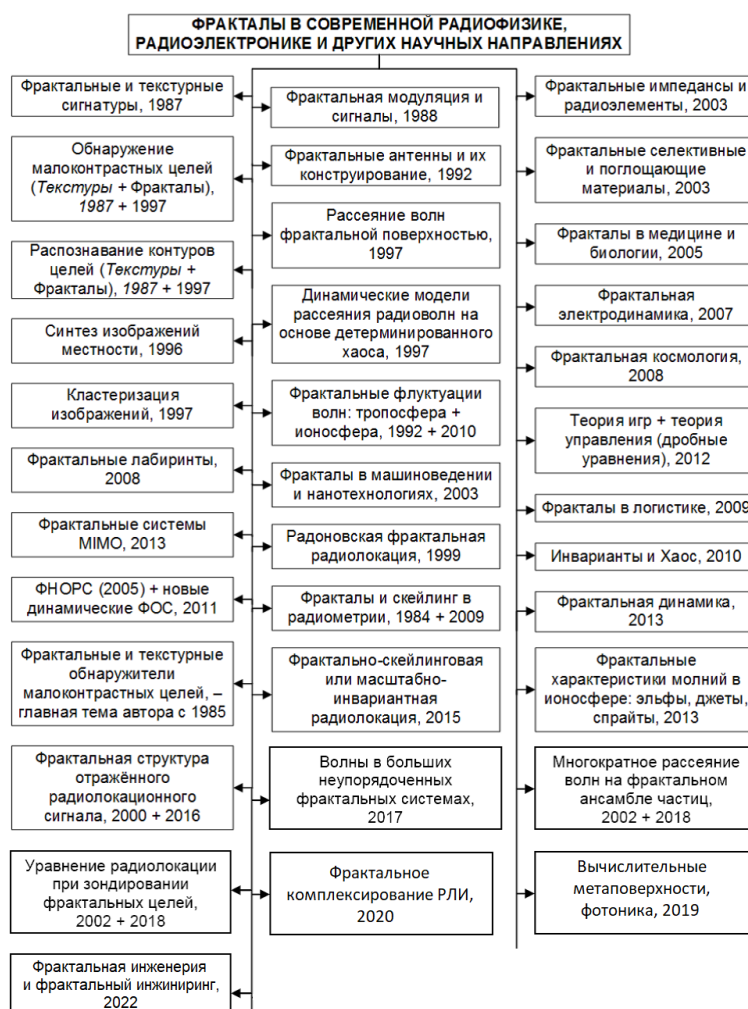 ФРАКТАЛЫ В СОВРЕМЕННОЙ РАДИОФИЗИКЕ,
РАДИОЭЛЕКТРОНИКЕ И ДРУГИХ НАУЧНЫХ НАПРАВЛЕНИЯХ
Фрактальные и текстурные
сигнатуры, 1987
Обнаружение
малоконтрастных целей
(Текстуры + Фракталы),
1987 + 1997
Распознавание контуров
целей (Текстуры +
Фракталы), 1987 + 1997
Синтез изображений
местности, 1996
Кластеризация
изображений, 1997
Фрактальные лабиринты,
2008
Фрактальные системы
MIMO, 2013
ФНОРС (2005) + новые
динамические ФОС, 2011
Фрактальные и текстурные
обнаружители
малоконтрастных целей, –
главная тема автора с 1985
Фрактальная структура
отражённого
радиолокационного
сигнала, 2000 + 2016
Уравнение радиолокации
при зондировании
фрактальных целей,
2002 + 2018
Фрактальная инженерия
и фрактальный инжиниринг,
2022
Фрактальная модуляция и
сигналы, 1988
Фрактальные антенны и их
конструирование, 1992
Рассеяние волн
фрактальной поверхностью,
1997
Динамические модели
рассеяния радиоволн на
основе детерминированного
хаоса, 1997
Фрактальные флуктуации
волн: тропосфера +
ионосфера, 1992 + 2010
Фракталы в машиноведении
и нанотехнологиях, 2003
Радоновская фрактальная
радиолокация, 1999
Фракталы и скейлинг в
радиометрии, 1984 + 2009
Фрактально-скейлинговая
или масштабно-
инвариантная
радиолокация, 2015
Волны в больших
неупорядоченных
фрактальных системах,
2017
Фрактальное
комплексирование РЛИ,
2020
Фрактальные импедансы и
радиоэлементы, 2003
Фрактальные селективные
и поглощающие
материалы, 2003
Фракталы в медицине и
биологии, 2005
Фрактальная
электродинамика, 2007
Фрактальная космология,
2008
Теория игр + теория
управления (дробные
уравнения), 2012
Фракталы в логистике, 2009
Инварианты и Хаос, 2010
Фрактальная динамика,
2013
Фрактальные
характеристики молний в
ионосфере: эльфы, джеты,
спрайты, 2013
Многократное рассеяние
волн на фрактальном
ансамбле частиц,
2002 + 2018
Вычислительные
метаповерхности,
фотоника, 2019